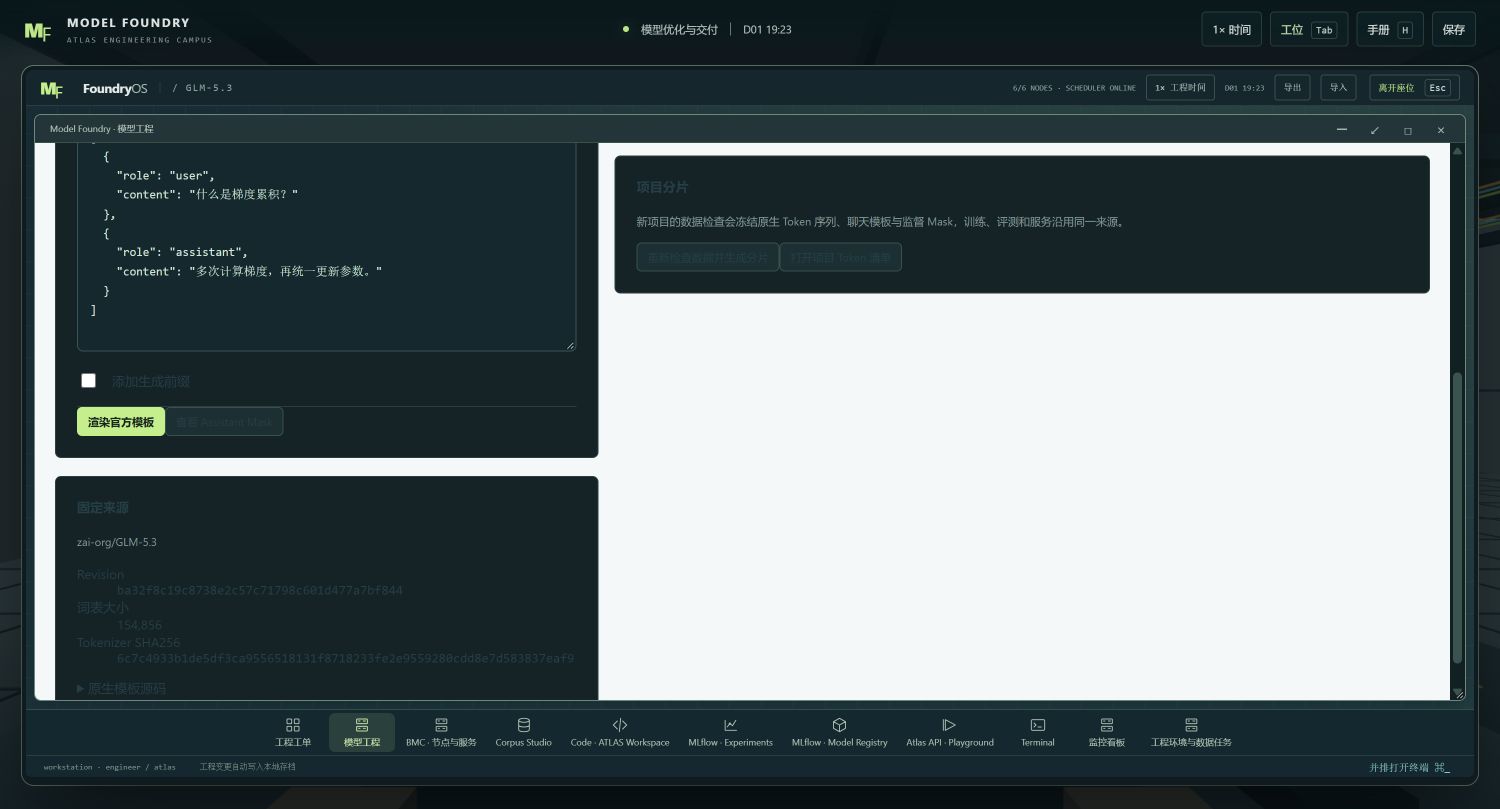 MF
MODEL FOUNDRY
ATLAS ENGINEERING CAMPUS
模型优化与交付
D01 19:23
1× 时间
工位 Tab
手册 H
保存
MF
FoundryOS / GLM-5.3
6/6 NODES · SCHEDULER ONLINE
1× 工程时间
D01 19:23
导出
导入
离开座位 Esc
Model Foundry · 模型工程
{
"role": "user",
"content": "什么是梯度累积？"
},
{
"role": "assistant",
"content": "多次计算梯度，再统一更新参数。"
}
]
添加生成前缀
渲染官方模板
查看 Assistant Mask
固定来源
zai-org/GLM-5.3
Revision
ba32f8c19c8738e2c57c71798c601d477a7bf844
词表大小
154,856
Tokenizer SHA256
6c7c4933b1de5df3ca9556518131f8718233fe2e9559280cdd8e7d583837eaf9
▶ 原生模板源码
项目分片
新项目的数据检查会冻结原生 Token 序列、聊天模板与监督 Mask，训练、评测和服务沿用同一来源。
重新检查数据并生成分片
打开项目 Token 清单
工程工单
模型工程
BMC · 节点与服务
Corpus Studio
Code · ATLAS Workspace
MLflow · Experiments
MLflow · Model Registry
Atlas API · Playground
Terminal
监控看板
工程环境与数据任务
workstation · engineer / atlas
工程变更自动写入本地存档
并排打开终端 ⌘_